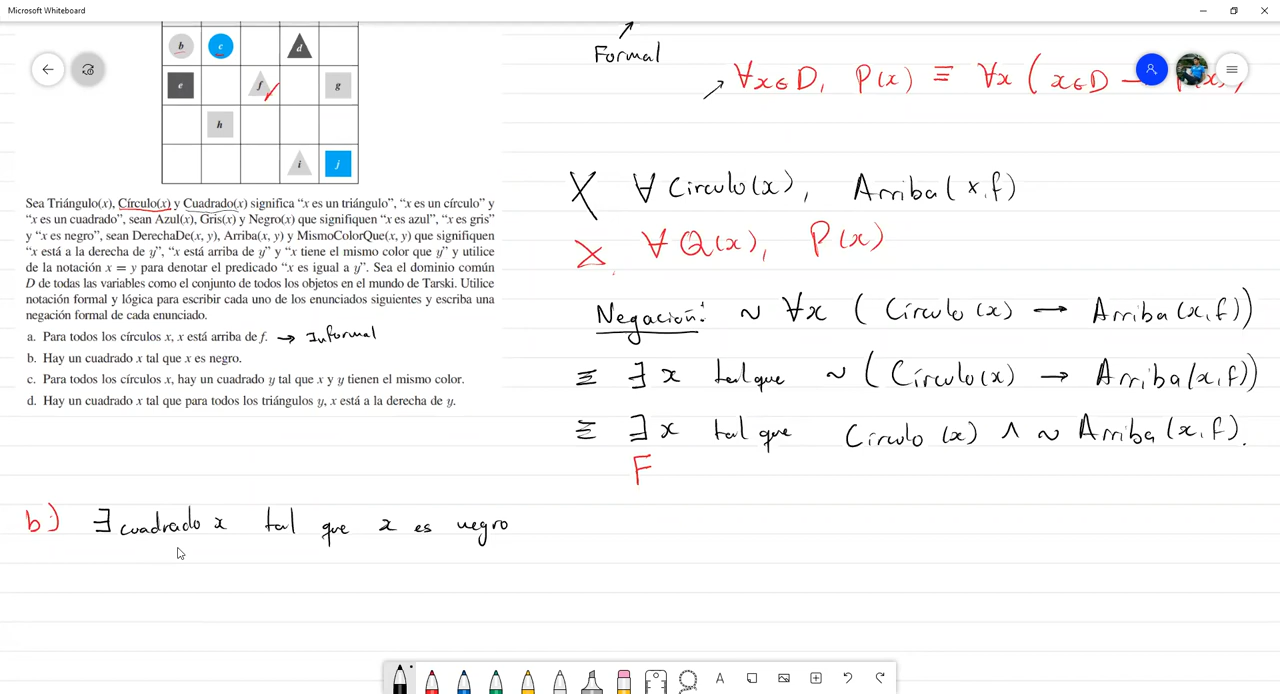 Microsoft Whiteboard
b c d
e f g
h
i j
Formal
∀x∈D, P(x) ≡ ∀x (x∈D → P(x)
X ∀ Círculo(x), Arriba(x,f)
X. ∀ Q(x), P(x)
Sea Triángulo(x), Círculo(x) y Cuadrado(x) significa “x es un triángulo”, “x es un círculo” y
“x es un cuadrado”, sean Azul(x), Gris(x) y Negro(x) que signifiquen “x es azul”, “x es gris”
y “x es negro”, sean DerechaDe(x, y), Arriba(x, y) y MismoColorQue(x, y) que signifiquen
“x está a la derecha de y”, “x está arriba de y” y “x tiene el mismo color que y” y utilice
de la notación x = y para denotar el predicado “x es igual a y”. Sea el dominio común
D de todas las variables como el conjunto de todos los objetos en el mundo de Tarski. Utilice
notación formal y lógica para escribir cada uno de los enunciados siguientes y escriba una
negación formal de cada enunciado.
a. Para todos los círculos x, x está arriba de f. → Informal
b. Hay un cuadrado x tal que x es negro.
c. Para todos los círculos x, hay un cuadrado y tal que x y y tienen el mismo color.
d. Hay un cuadrado x tal que para todos los triángulos y, x está a la derecha de y.
Negación: ~ ∀x ( Círculo (x) → Arriba(x,f))
≡ ∃ x tal que ~ ( Círculo(x) → Arriba(x,f))
≡ ∃ x tal que Círculo (x) ∧ ~ Arriba(x,f).
F
b) ∃ cuadrado x tal que x es negro
A